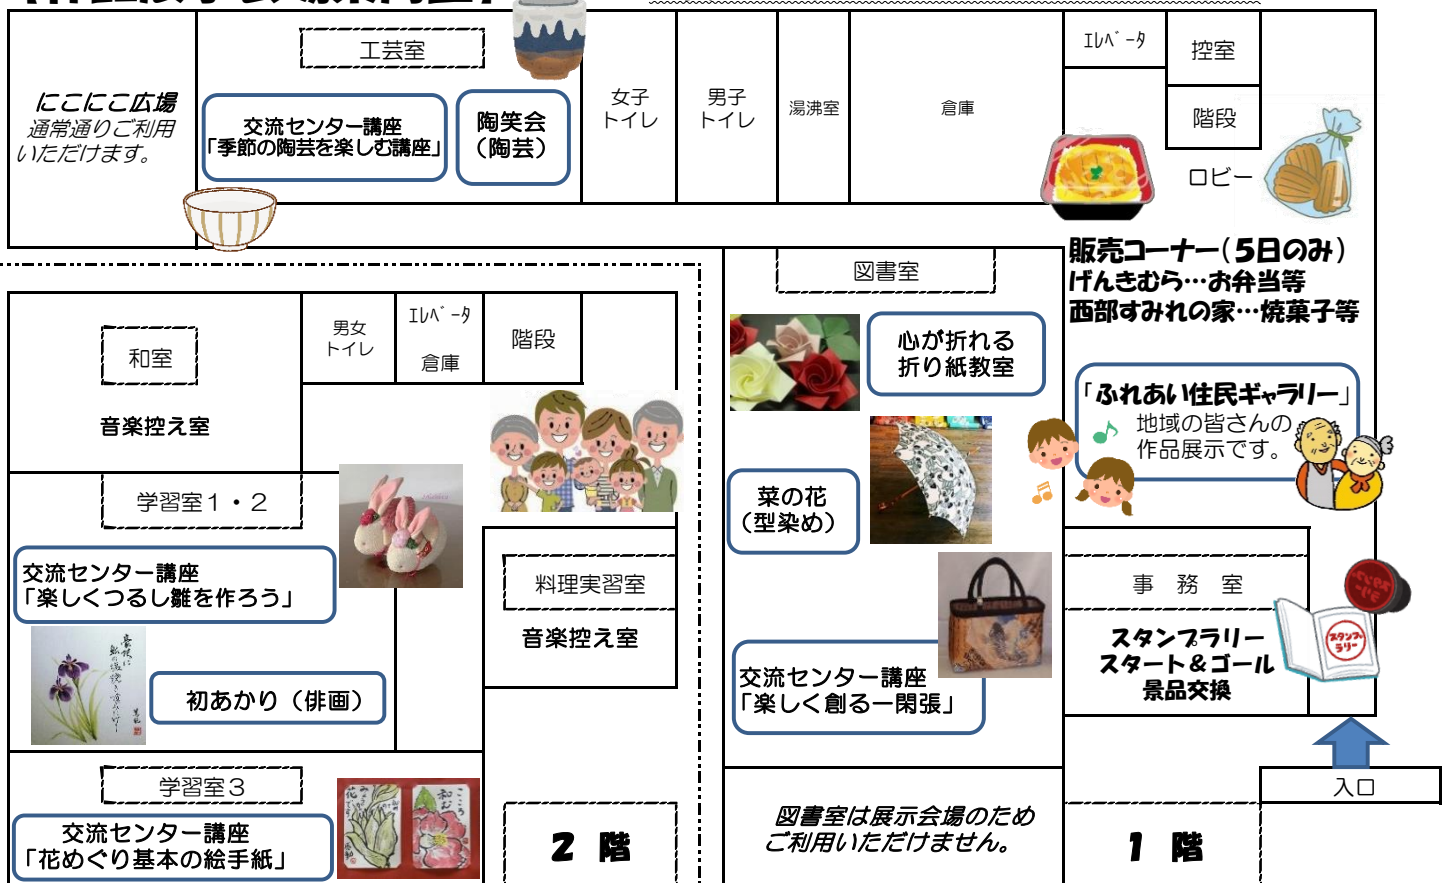 工芸室
にこにこ広場
通常通りご利用
いただけます。
交流センター講座
「季節の陶芸を楽しむ講座」
陶笑会
（陶芸）
女子
トイレ
男子
トイレ
湯沸室
倉庫
ｴﾚﾍﾞｰﾀ
控室
階段
ロビー
販売コーナー（５日のみ）
げんきむら…お弁当等
西部すみれの家…焼菓子等
図書室
心が折れる
折り紙教室
「ふれあい住民ギャラリー」
地域の皆さんの
作品展示です。
菜の花
（型染め）
交流センター講座
「楽しく創る一閑張」
事　務　室
スタンプラリー
スタート＆ゴール
景品交換
スタンプ
ラリー
入口
図書室は展示会場のため
ご利用いただけません。
１ 階
和室
音楽控え室
男女
トイレ
ｴﾚﾍﾞｰﾀ
倉庫
階段
学習室１・２
交流センター講座
「楽しくつるし雛を作ろう」
初あかり（俳画）
料理実習室
音楽控え室
学習室３
交流センター講座
「花めぐり基本の絵手紙」
こころ
和む
２ 階